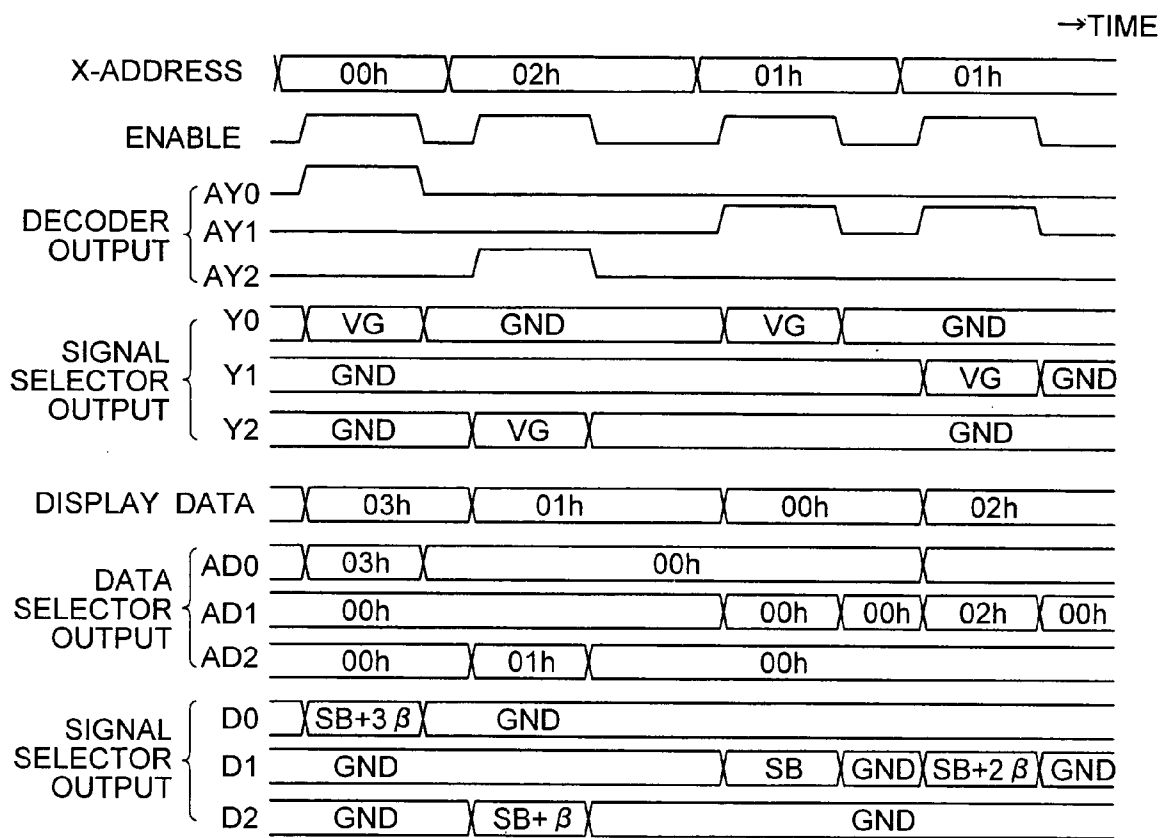 →TIME
X-ADDRESS 00h 02h 01h 01h
ENABLE
DECODER OUTPUT
AY0
AY1
AY2
SIGNAL SELECTOR OUTPUT
Y0 VG GND VG GND
Y1 GND VG GND
Y2 GND VG GND
DISPLAY DATA 03h 01h 00h 02h
DATA SELECTOR OUTPUT
AD0 03h 00h
AD1 00h 00h 00h 02h 00h
AD2 00h 01h 00h
SIGNAL SELECTOR OUTPUT
D0 SB+3β GND
D1 GND SB GND SB+2β GND
D2 GND SB+β GND